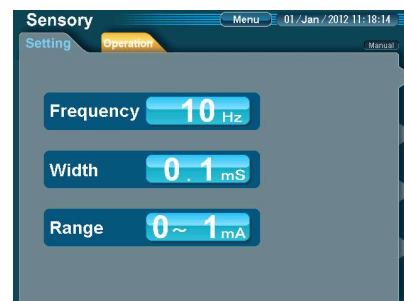 Sensory Menu 01/Jan/2012 11:18:14
Setting Operation Manual
Frequency 10 Hz
Width 0.1 mS
Range 0~ 1 mA